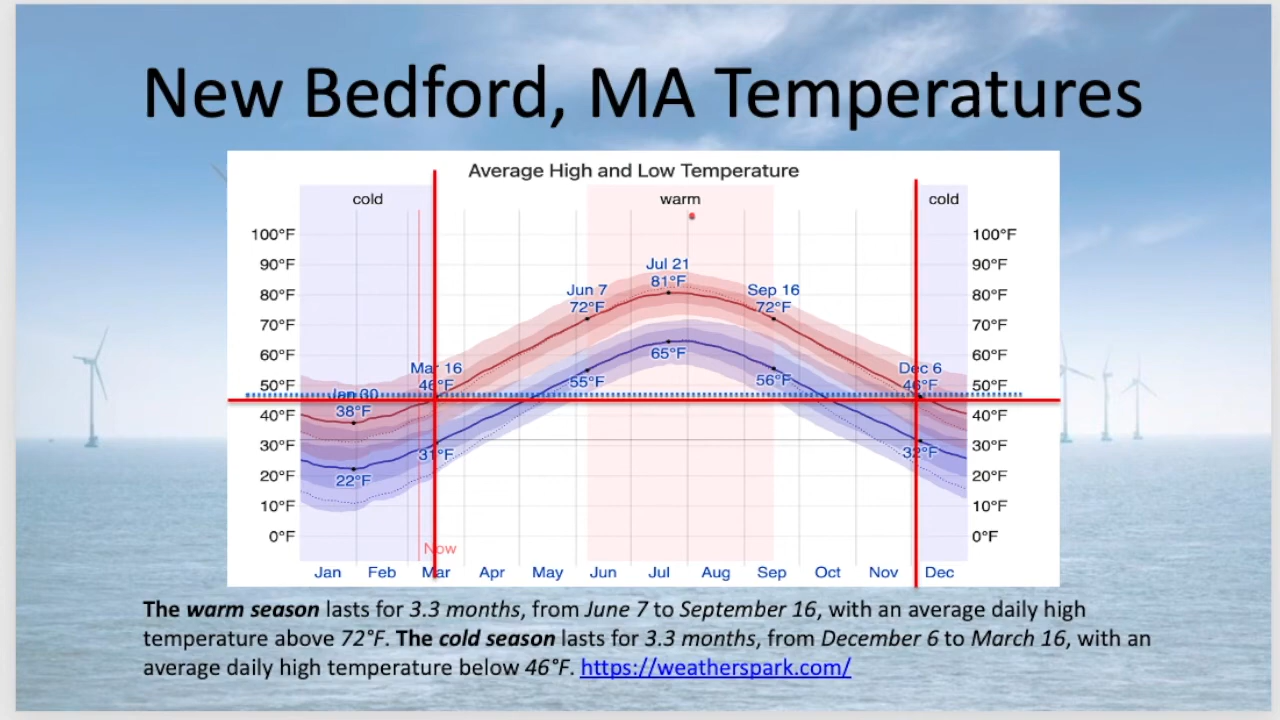 New Bedford, MA Temperatures
Average High and Low Temperature
cold warm cold
100°F 100°F
90°F 90°F
80°F 80°F
70°F 70°F
60°F 60°F
50°F 50°F
40°F 40°F
30°F 30°F
20°F 20°F
10°F 10°F
0°F 0°F
Jan 30
38°F
22°F
Mar 16
46°F
31°F
Jun 7
72°F
55°F
Jul 21
81°F
65°F
Sep 16
72°F
56°F
Dec 6
46°F
32°F
Now
Jan Feb Mar Apr May Jun Jul Aug Sep Oct Nov Dec
The warm season lasts for 3.3 months, from June 7 to September 16, with an average daily high
temperature above 72°F. The cold season lasts for 3.3 months, from December 6 to March 16, with an
average daily high temperature below 46°F. https://weatherspark.com/